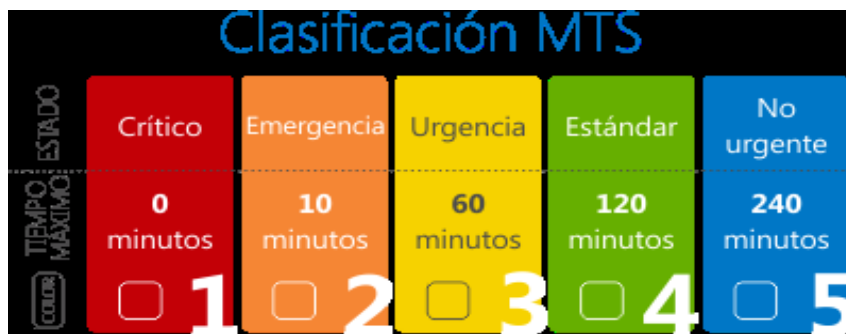 Clasificación MTS
ESTADO
Crítico
Emergencia
Urgencia
Estándar
No
urgente
TIEMPO
MÁXIMO
0
minutos
10
minutos
60
minutos
120
minutos
240
minutos
COLOR
1
2
3
4
5